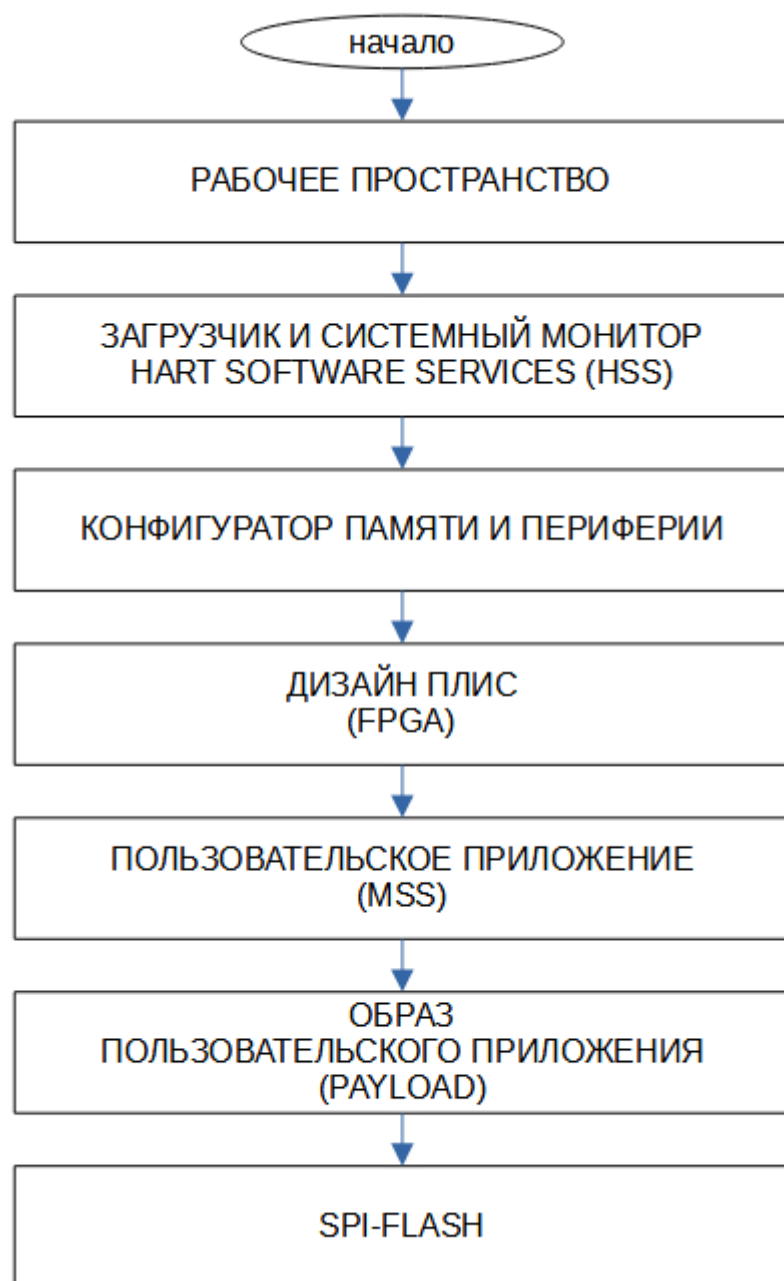 начало
РАБОЧЕЕ ПРОСТРАНСТВО
ЗАГРУЗЧИК И СИСТЕМНЫЙ МОНИТОР
HART SOFTWARE SERVICES (HSS)
КОНФИГУРАТОР ПАМЯТИ И ПЕРИФЕРИИ
ДИЗАЙН ПЛИС
(FPGA)
ПОЛЬЗОВАТЕЛЬСКОЕ ПРИЛОЖЕНИЕ
(MSS)
ОБРАЗ
ПОЛЬЗОВАТЕЛЬСКОГО ПРИЛОЖЕНИЯ
(PAYLOAD)
SPI-FLASH